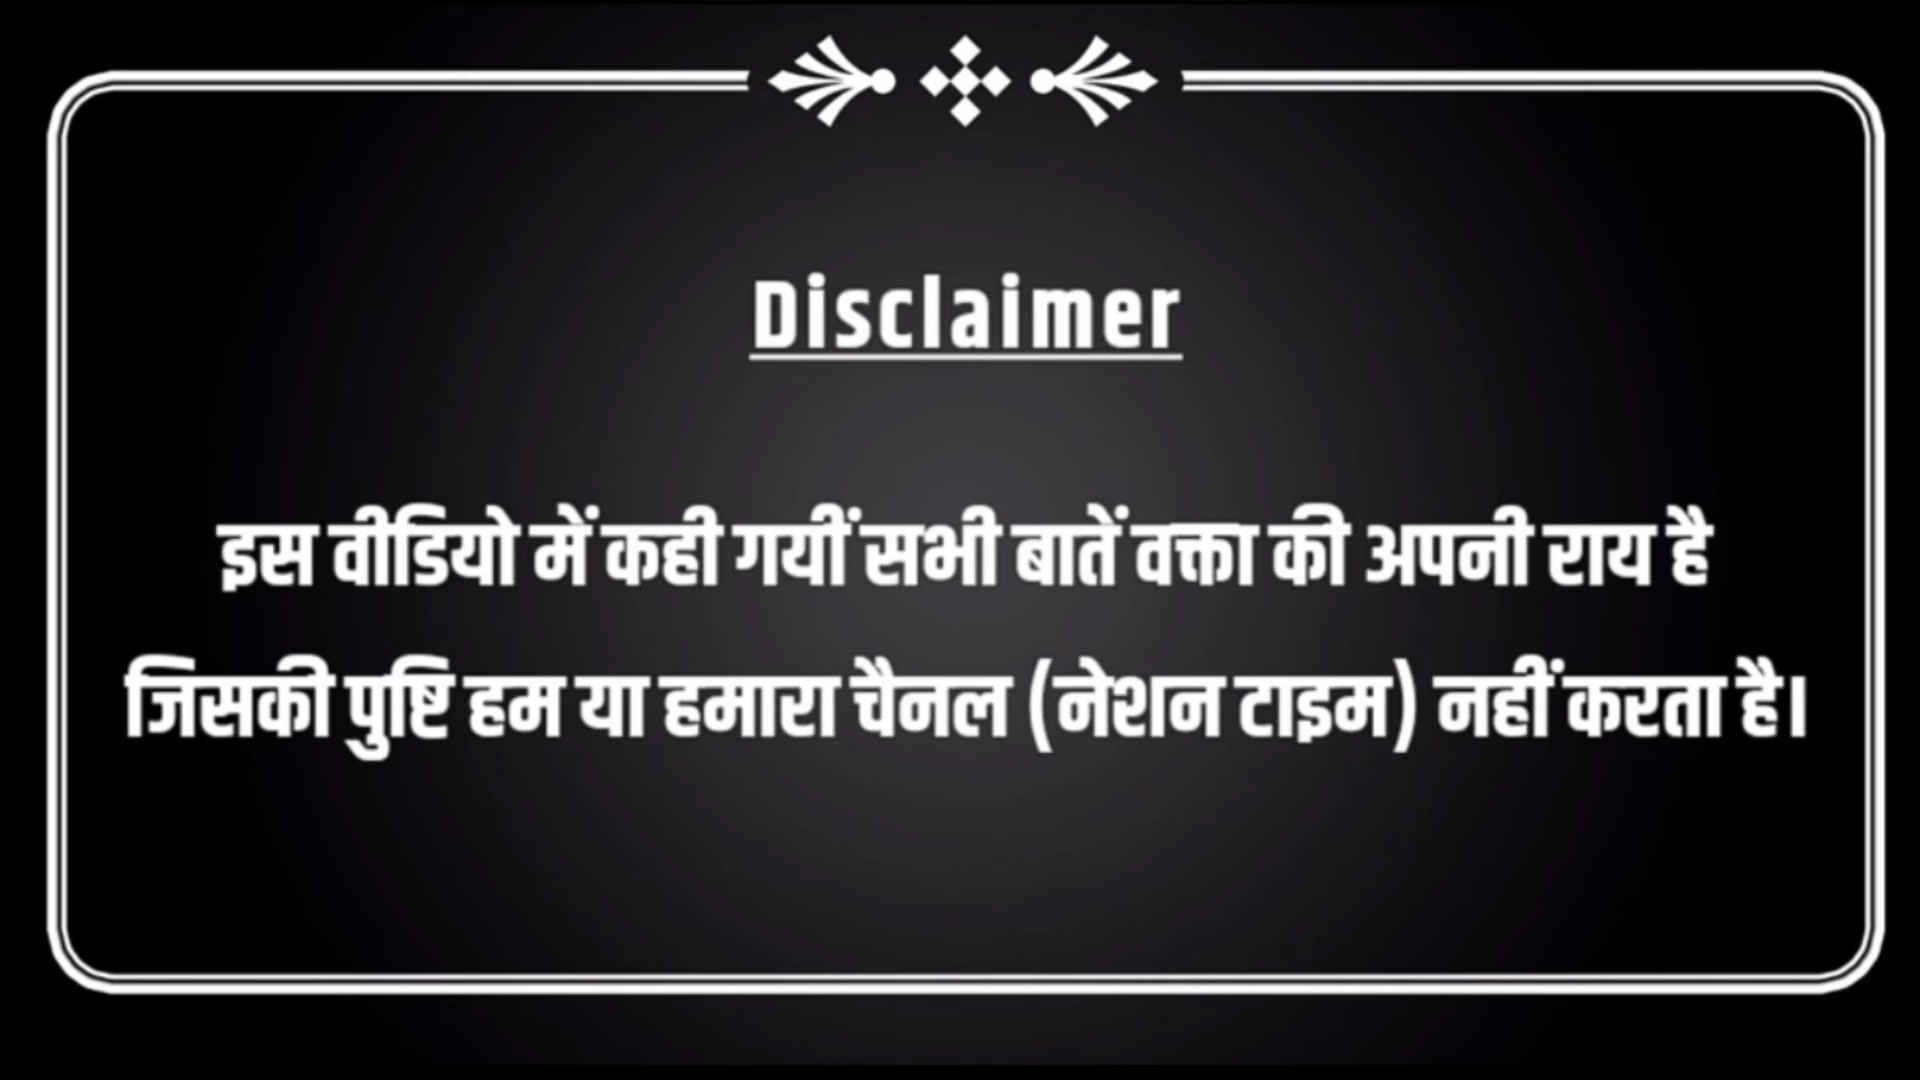 Disclaimer
इस वीडियो में कही गयीं सभी बातें वक्ता की अपनी राय है
जिसकी पुष्टि हम या हमारा चैनल (नेशन टाइम) नहीं करता है।